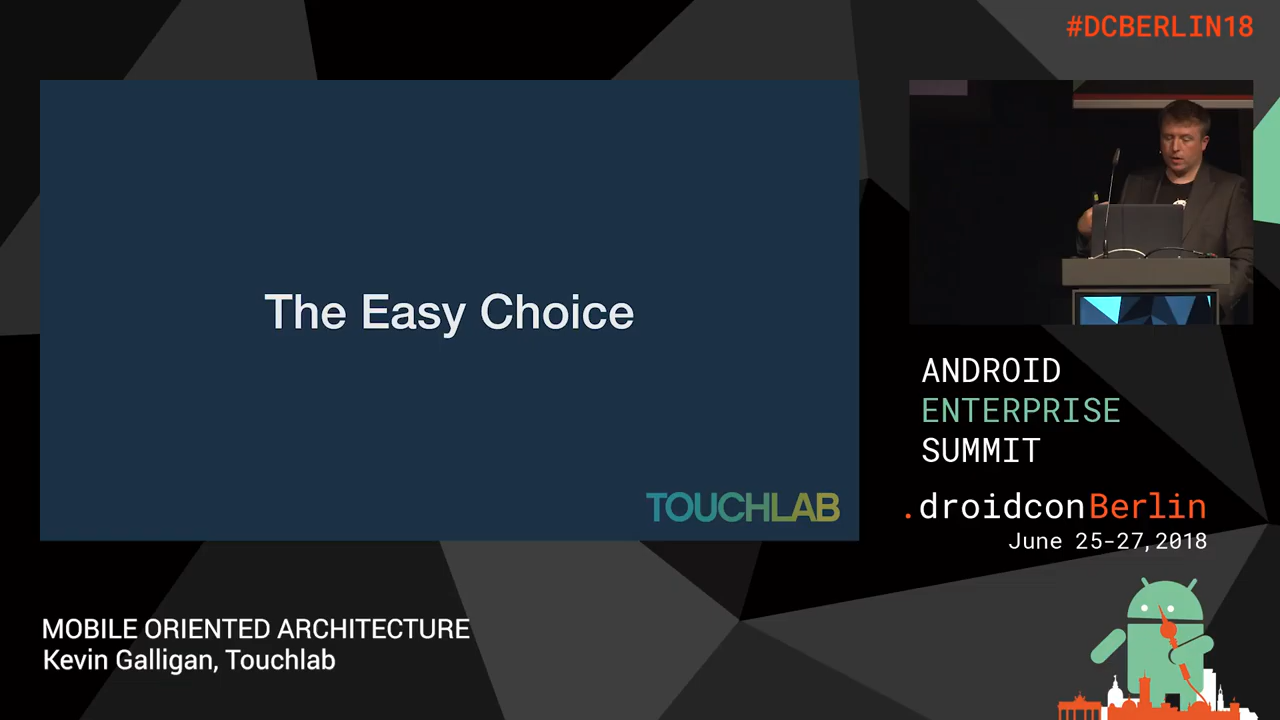 #DCBERLIN18
The Easy Choice
TOUCHLAB
ANDROID
ENTERPRISE
SUMMIT
.droidconBerlin
June 25-27, 2018
MOBILE ORIENTED ARCHITECTURE
Kevin Galligan, Touchlab